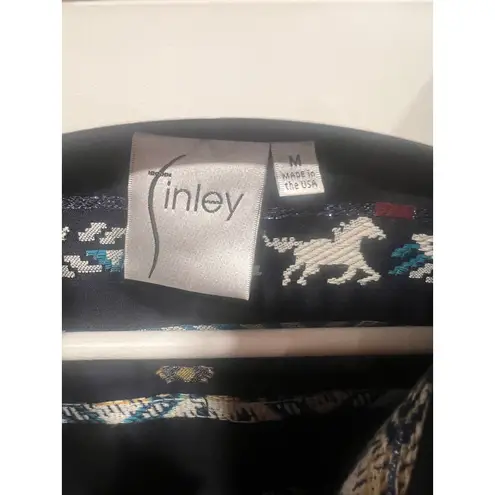 Finley
M
MADE in
the USA